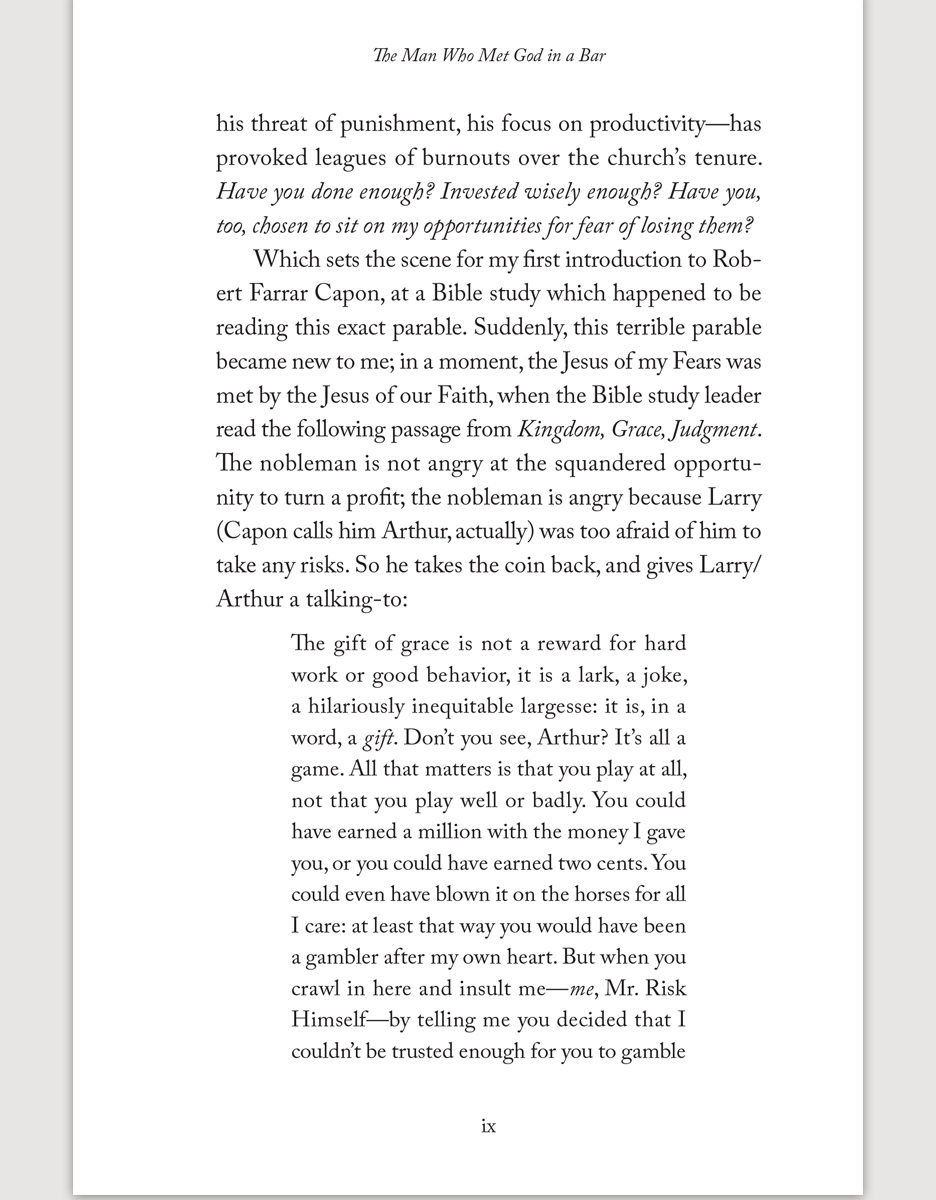 The Man Who Met God in a Bar
his threat of punishment, his focus on productivity—has
provoked leagues of burnouts over the church's tenure.
Have you done enough? Invested wisely enough? Have you,
too, chosen to sit on my opportunities for fear of losing them?
Which sets the scene for my first introduction to Rob-
ert Farrar Capon, at a Bible study which happened to be
reading this exact parable. Suddenly, this terrible parable
became new to me; in a moment, the Jesus of my Fears was
met by the Jesus of our Faith, when the Bible study leader
read the following passage from Kingdom, Grace, Judgment.
The nobleman is not angry at the squandered opportu-
nity to turn a profit; the nobleman is angry because Larry
(Capon calls him Arthur, actually) was too afraid of him to
take any risks. So he takes the coin back, and gives Larry/
Arthur a talking-to:
The gift of grace is not a reward for hard
work or good behavior, it is a lark, a joke,
a hilariously inequitable largesse: it is, in a
word, a gift. Don't you see, Arthur? It's all a
game. All that matters is that you play at all,
not that you play well or badly. You could
have earned a million with the money I gave
you, or you could have earned two cents. You
could even have blown it on the horses for all
I care: at least that way you would have been
a gambler after my own heart. But when you
crawl in here and insult me—me, Mr. Risk
Himself—by telling me you decided that I
couldn't be trusted enough for you to gamble
ix